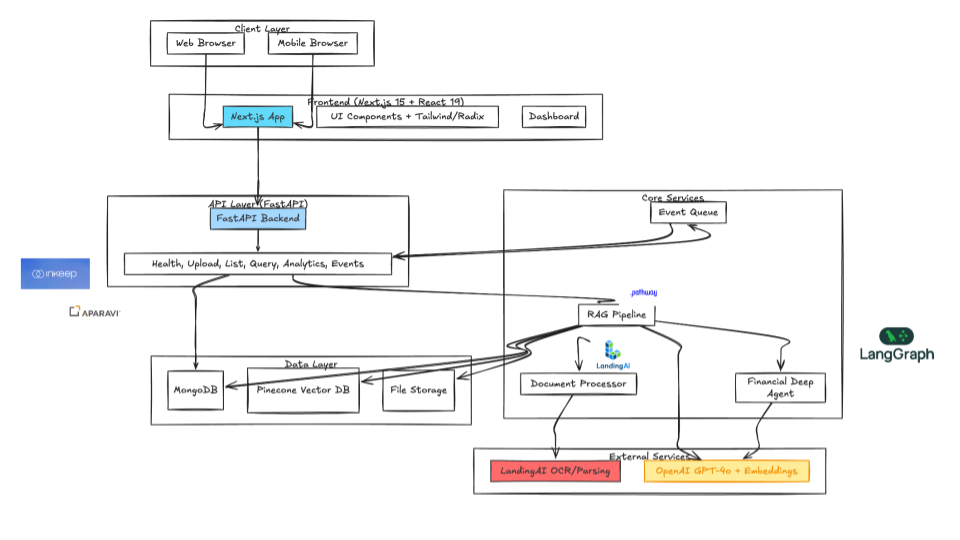 Client Layer
Web Browser
Mobile Browser
Frontend (Next.js 15 + React 19)
Next.js App
UI Components + Tailwind/Radix
Dashboard
API Layer (FastAPI)
FastAPI Backend
Health, Upload, List, Query, Analytics, Events
Core Services
Event Queue
inkeep
APARAVI
pathway
RAG Pipeline
LandingAI
LangGraph
Document Processor
Financial Deep
Agent
Data Layer
MongoDB
Pinecone Vector DB
File Storage
External Services
LandingAI OCR/Parsing
OpenAI GPT-4o + Embeddings